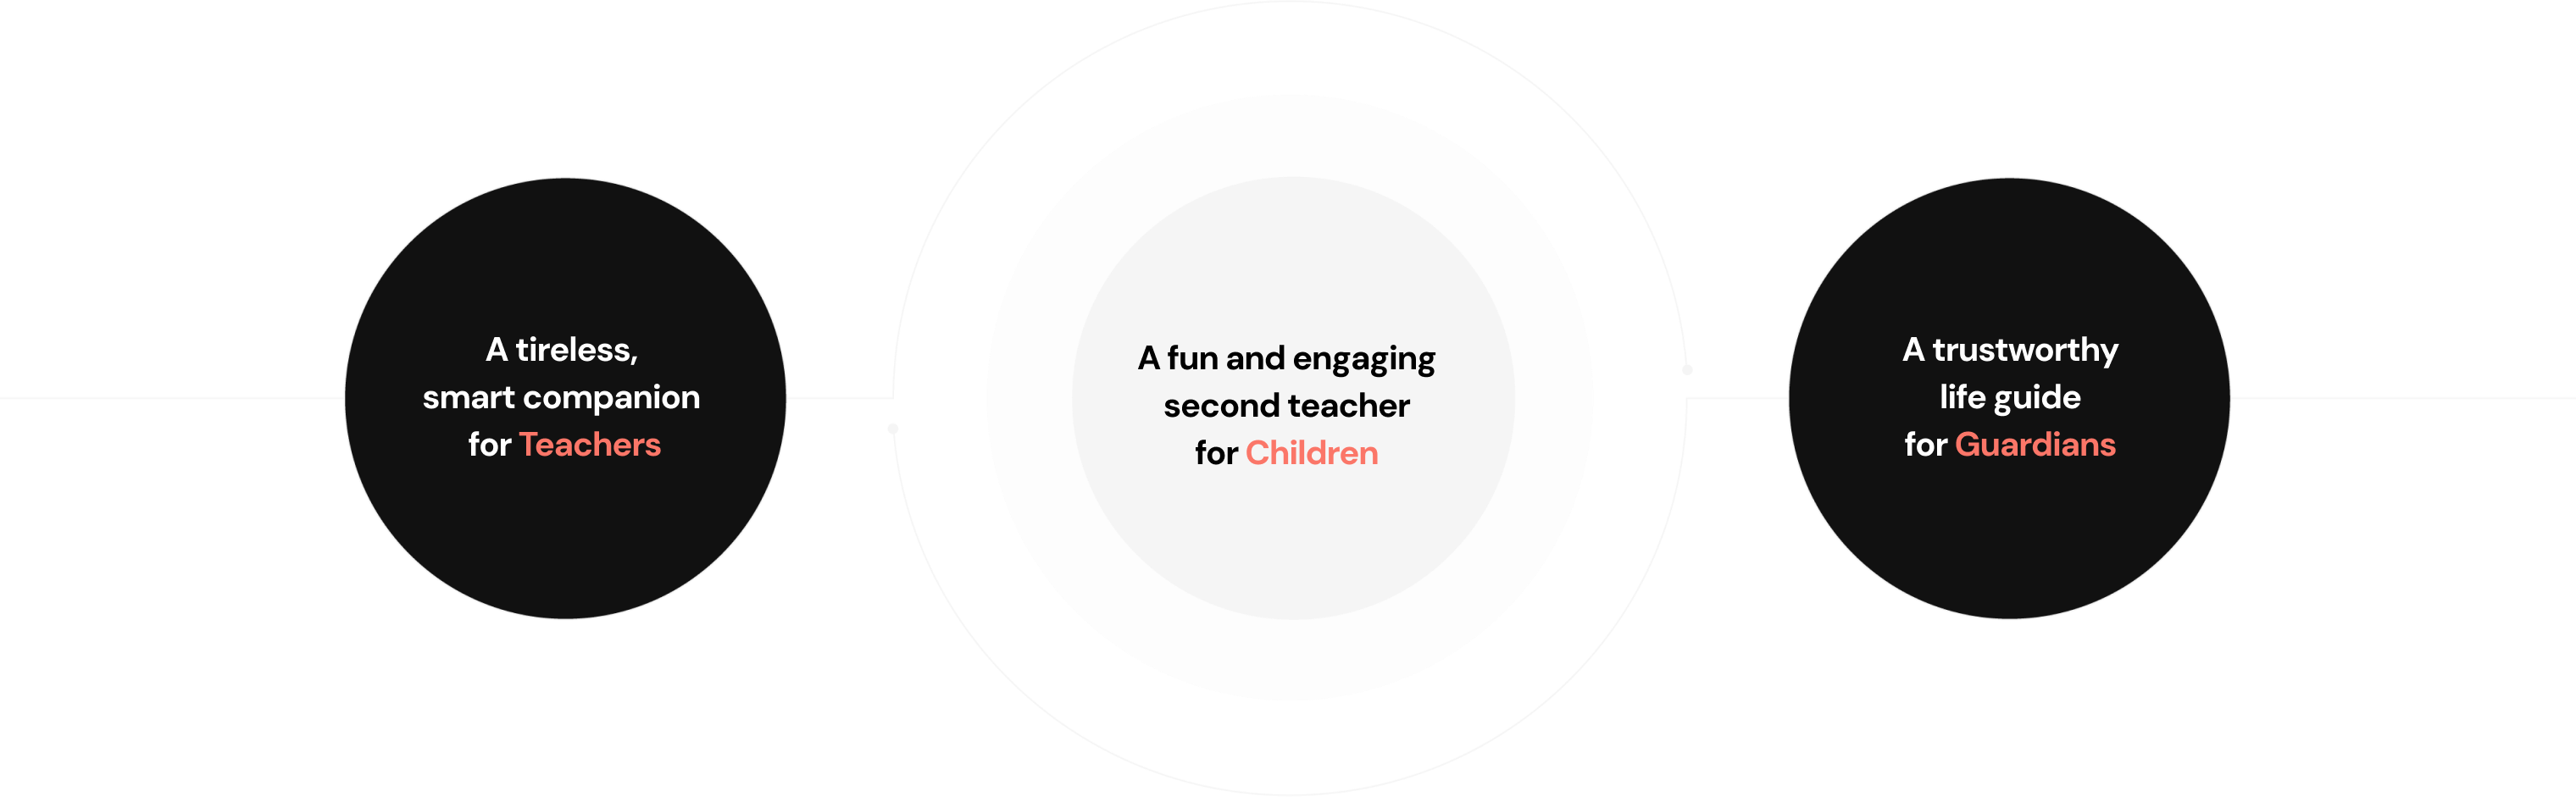 A tireless,
smart companion
for Teachers
A fun and engaging
second teacher
for Children
A trustworthy
life guide
for Guardians